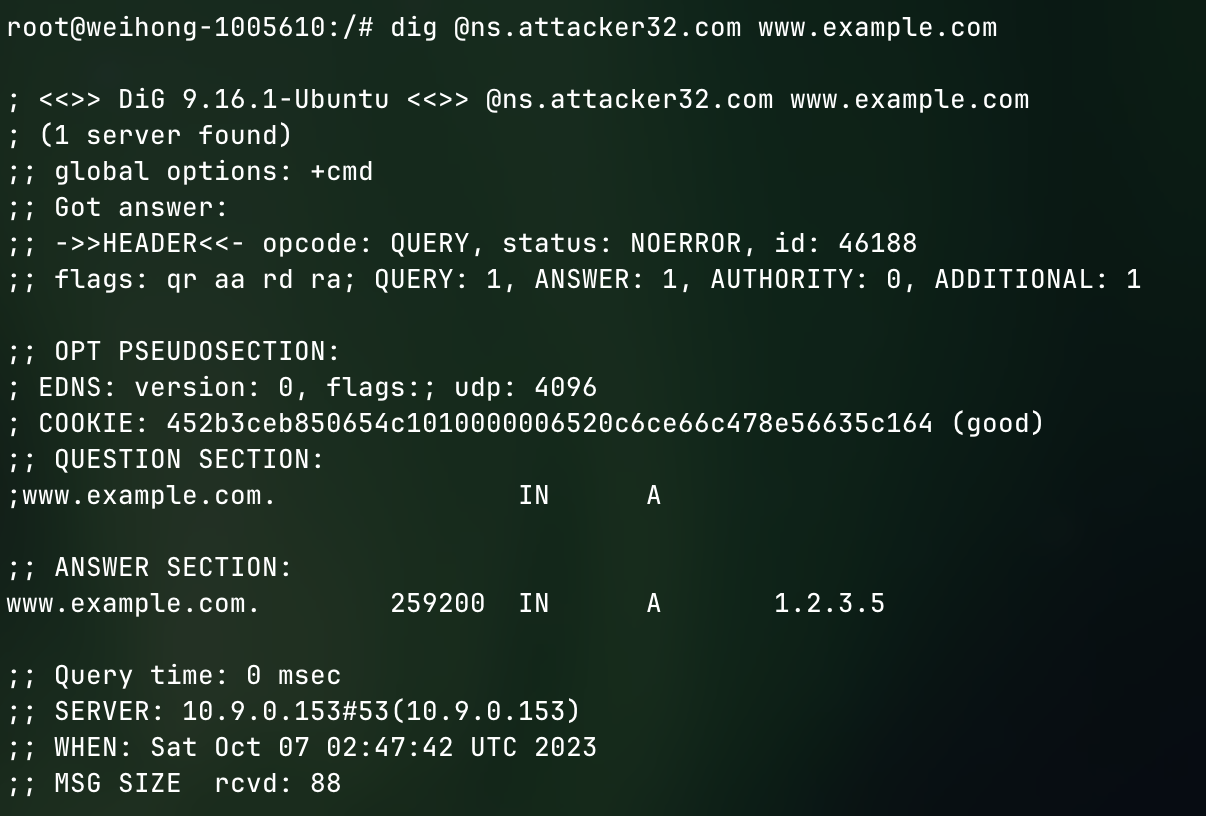 root@weihong-1005610:/# dig @ns.attacker32.com www.example.com

; <<>> DiG 9.16.1-Ubuntu <<>> @ns.attacker32.com www.example.com
; (1 server found)
;; global options: +cmd
;; Got answer:
;; ->>HEADER<<- opcode: QUERY, status: NOERROR, id: 46188
;; flags: qr aa rd ra; QUERY: 1, ANSWER: 1, AUTHORITY: 0, ADDITIONAL: 1

;; OPT PSEUDOSECTION:
; EDNS: version: 0, flags:; udp: 4096
; COOKIE: 452b3ceb850654c1010000006520c6ce66c478e56635c164 (good)
;; QUESTION SECTION:
;www.example.com.		IN	A

;; ANSWER SECTION:
www.example.com.	259200	IN	A	1.2.3.5

;; Query time: 0 msec
;; SERVER: 10.9.0.153#53(10.9.0.153)
;; WHEN: Sat Oct 07 02:47:42 UTC 2023
;; MSG SIZE  rcvd: 88